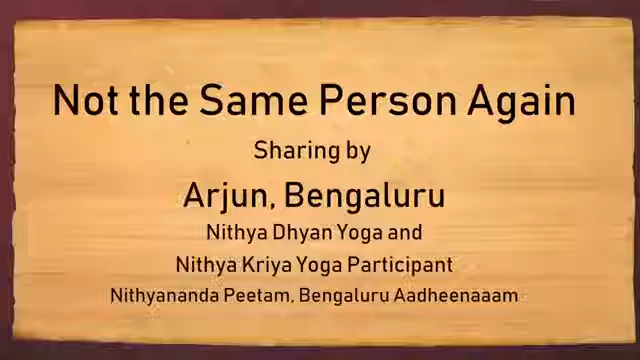 Not the Same Person Again
Sharing by
Arjun, Bengaluru
Nithya Dhyan Yoga and
Nithya Kriya Yoga Participant
Nithyananda Peetam, Bengaluru Aadheenaaam